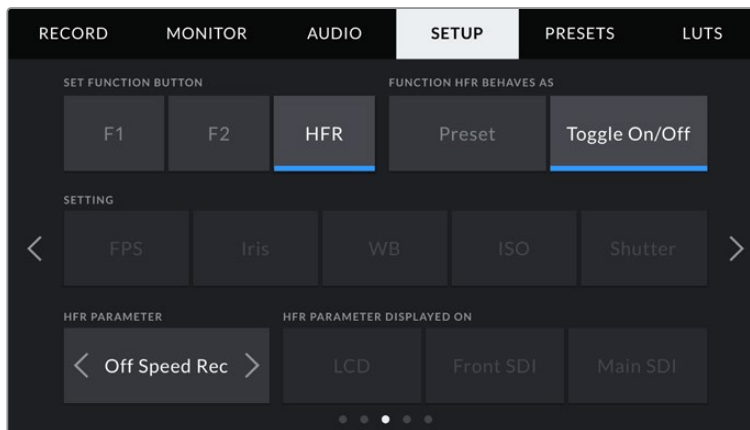 RECORD MONITOR AUDIO SETUP PRESETS LUTS
SET FUNCTION BUTTON FUNCTION HFR BEHAVES AS
F1 F2 HFR Preset Toggle On/Off
SETTING
FPS Iris WB ISO Shutter
HFR PARAMETER HFR PARAMETER DISPLAYED ON
Off Speed Rec LCD Front SDI Main SDI